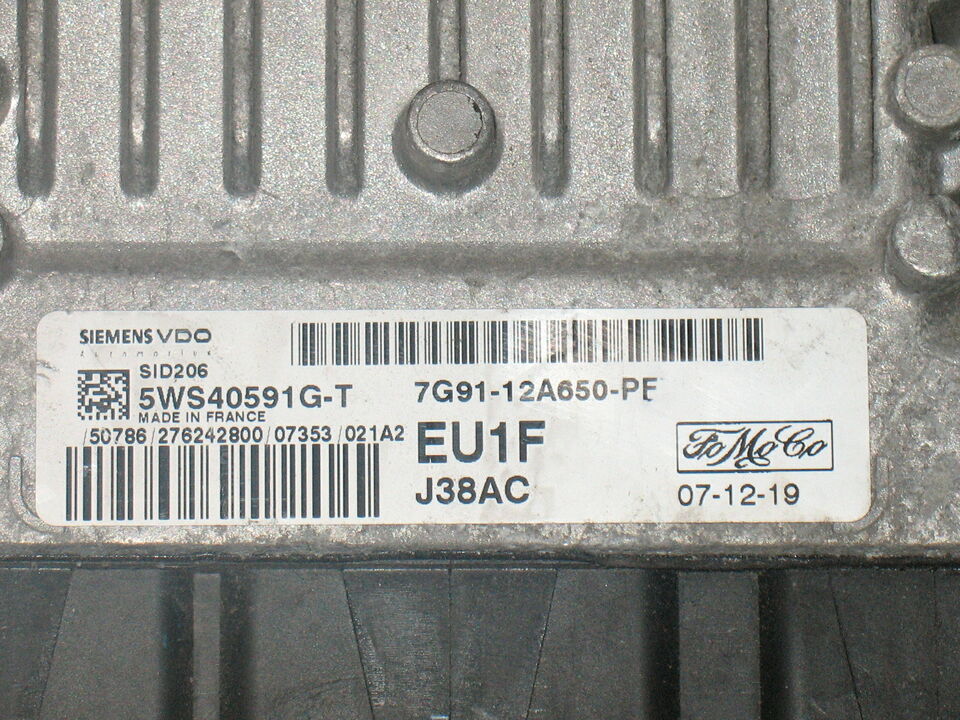 SIEMENS VDO
Automotive
SID206
5WS40591G-T
MADE IN FRANCE
/50786/276242800/07353/021A2
7G91-12A650-PE
EU1F
J38AC
FoMoCo
07-12-19